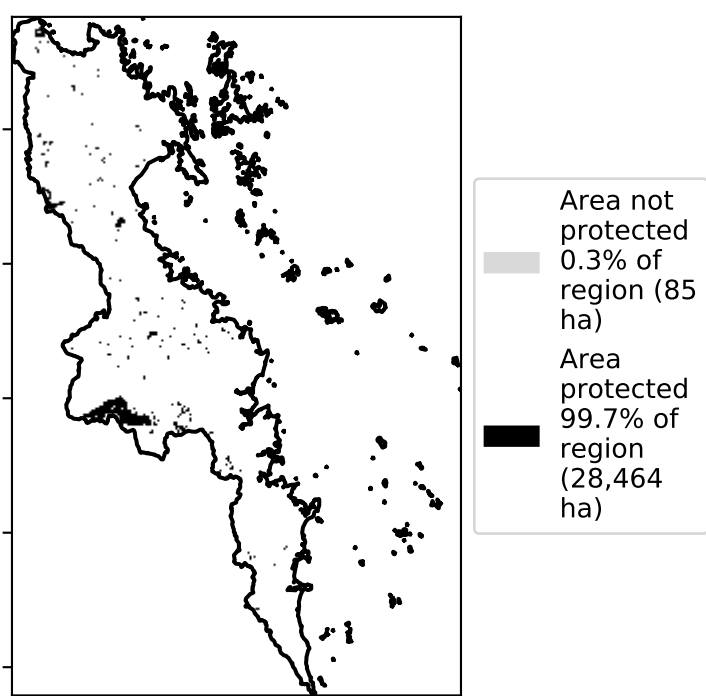 Area not
protected
0.3% of
region (85
ha)
Area
protected
99.7% of
region
(28,464
ha)